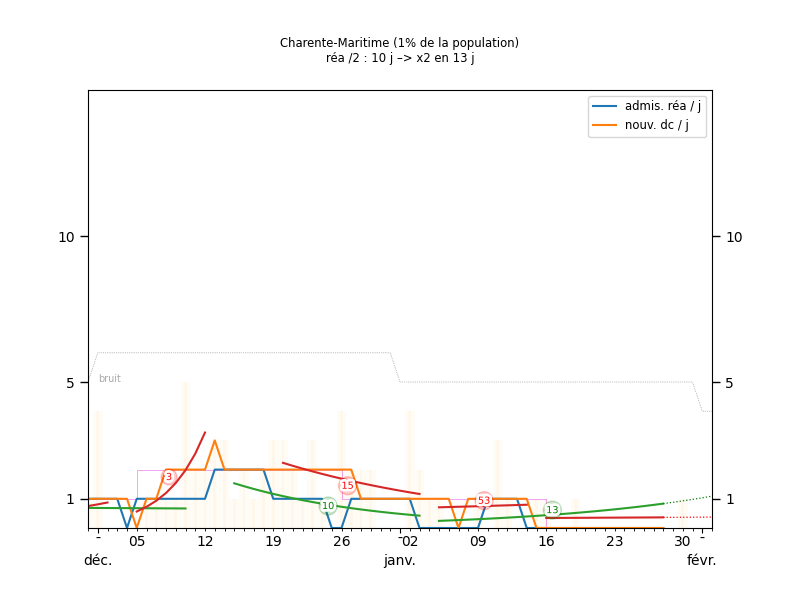 Charente-Maritime (1% de la population)
réa /2 : 10 j –> x2 en 13 j
admis. réa / j
nouv. dc / j
10
10
bruit
5
5
3
15
10
53
13
1
1
- 05 12 19 26 -02 09 16 23 30 -
déc. janv. févr.